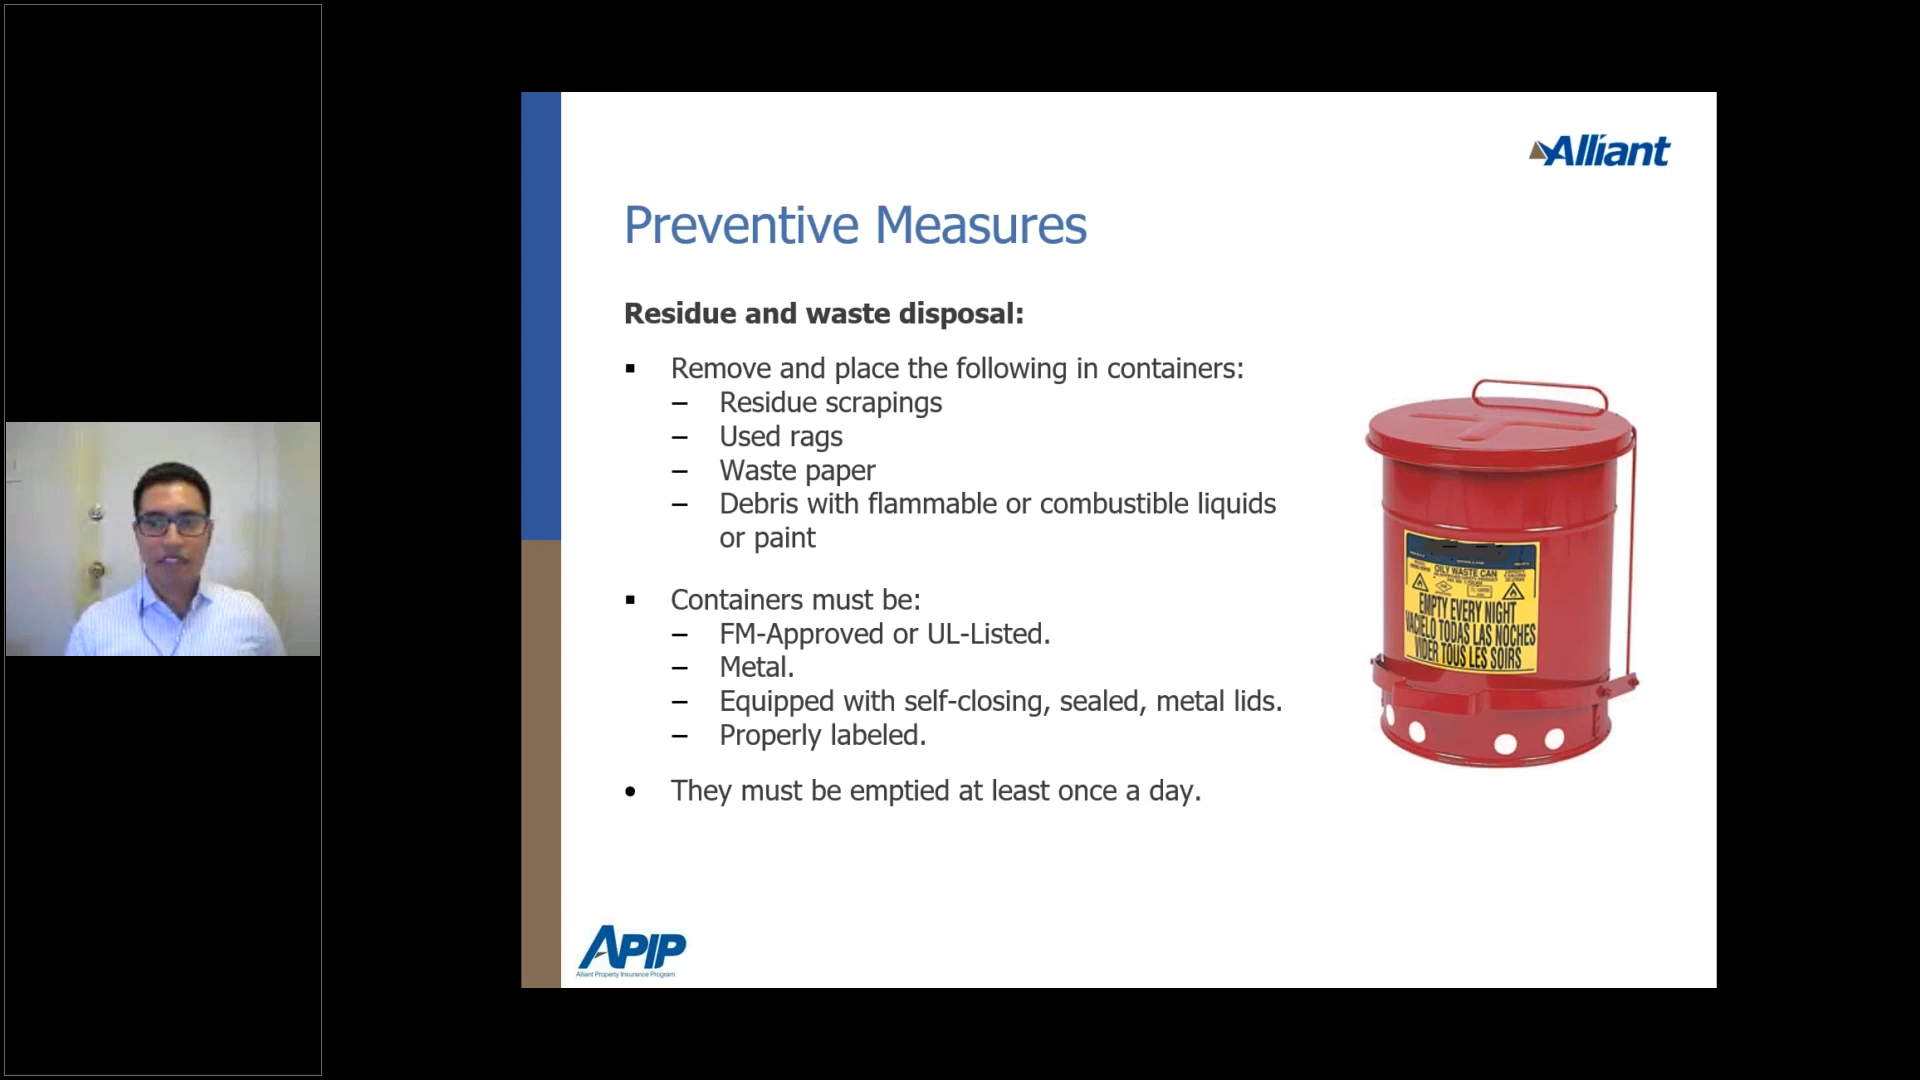 Alliant
Preventive Measures
Residue and waste disposal:
▪ Remove and place the following in containers:
– Residue scrapings
– Used rags
– Waste paper
– Debris with flammable or combustible liquids
or paint
▪ Containers must be:
– FM-Approved or UL-Listed.
– Metal.
– Equipped with self-closing, sealed, metal lids.
– Properly labeled.
• They must be emptied at least once a day.
OILY WASTE CAN
EMPTY EVERY NIGHT
VACIELO TODAS LAS NOCHES
VIDER TOUS LES SOIRS
APIP
Alliant Property Insurance Program